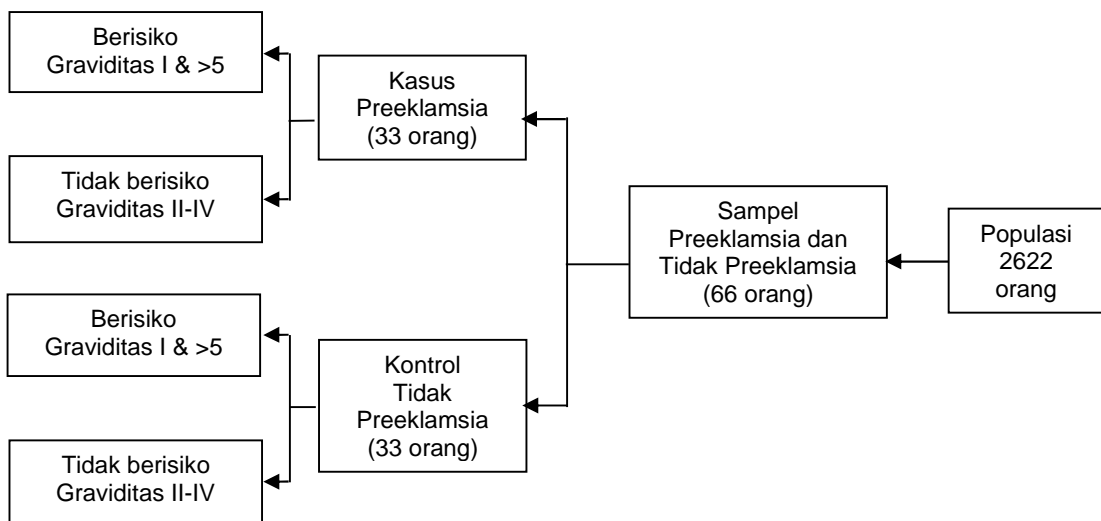 Berisiko
Graviditas I & >5
Tidak berisiko
Graviditas II-IV
Berisiko
Graviditas I & >5
Tidak berisiko
Graviditas II-IV
Kasus
Preeklamsia
(33 orang)
Kontrol
Tidak
Preeklamsia
(33 orang)
Sampel
Preeklamsia dan
Tidak Preeklamsia
(66 orang)
Populasi
2622
orang